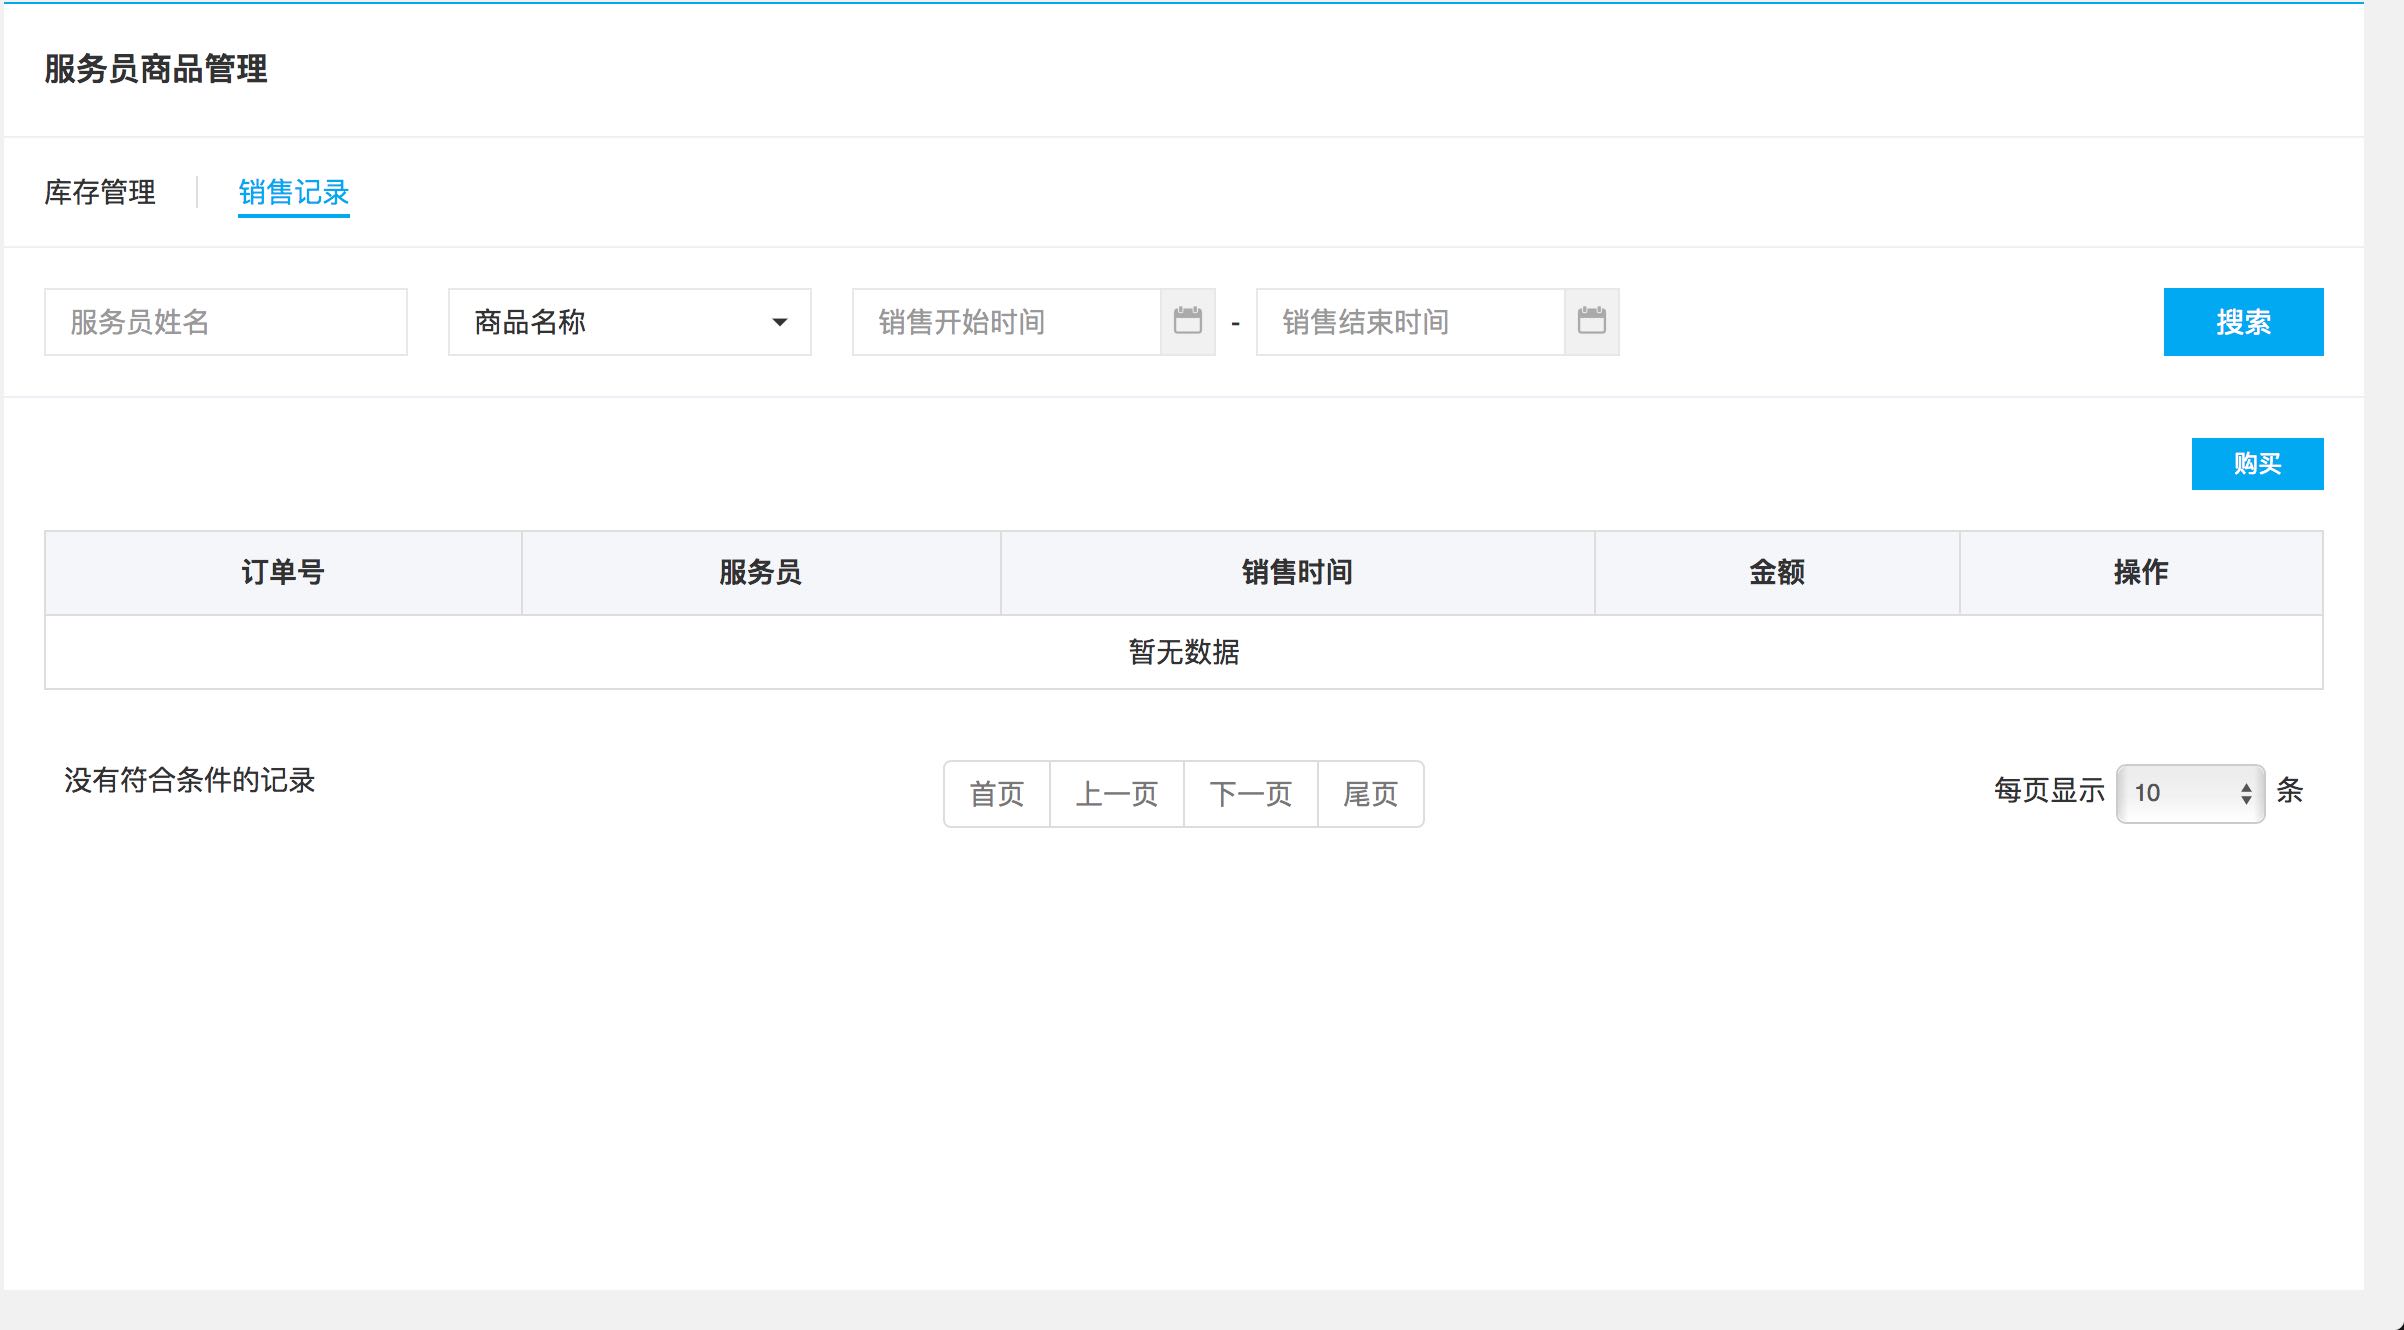 服务员商品管理
库存管理 销售记录
服务员姓名 商品名称 销售开始时间 - 销售结束时间 搜索
购买
订单号 服务员 销售时间 金额 操作
暂无数据
没有符合条件的记录 首页 上一页 下一页 尾页 每页显示 10 条